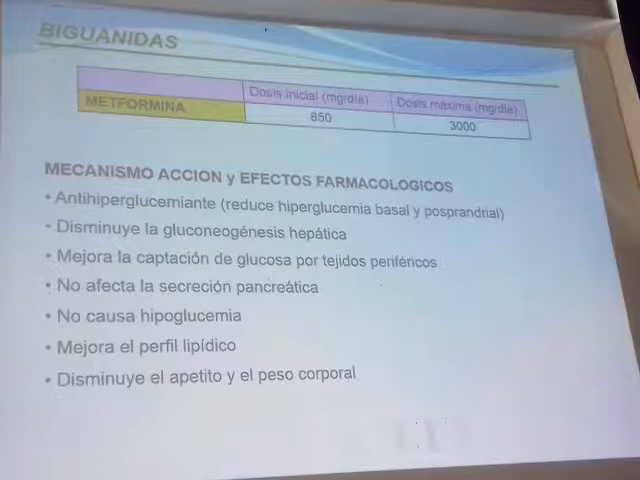 BIGUANIDAS
Dosis inicial (mg/día) Dosis máxima (mg/día)
METFORMINA 850 3000
MECANISMO ACCION y EFECTOS FARMACOLOGICOS
• Antihiperglucemiante (reduce hiperglucemia basal y posprandrial)
• Disminuye la gluconeogénesis hepática
• Mejora la captación de glucosa por tejidos periféricos
• No afecta la secreción pancreática
• No causa hipoglucemia
• Mejora el perfil lipídico
• Disminuye el apetito y el peso corporal